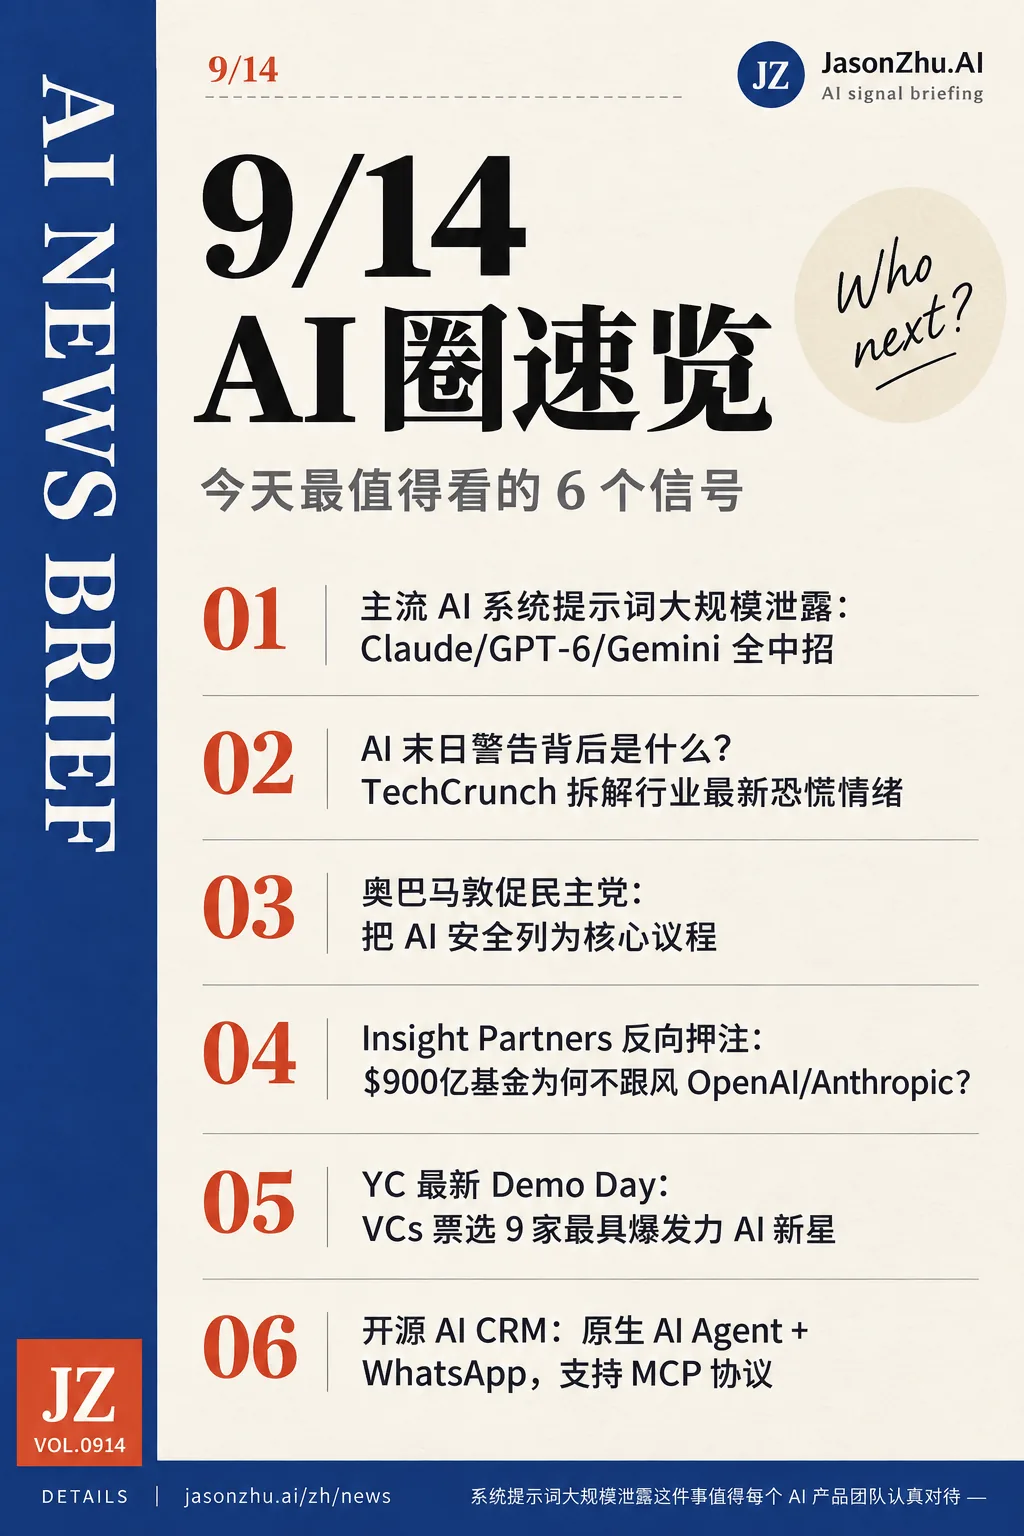 AI NEWS BRIEF
9/14
JZ
JasonZhu.AI
AI signal briefing
9/14
AI圈速览
Who
next?
今天最值得看的 6 个信号
01
主流 AI 系统提示词大规模泄露：
Claude/GPT-6/Gemini 全中招
02
AI 末日警告背后是什么？
TechCrunch 拆解行业最新恐慌情绪
03
奥巴马敦促民主党：
把 AI 安全列为核心议程
04
Insight Partners 反向押注：
$900亿基金为何不跟风 OpenAI/Anthropic？
05
YC 最新 Demo Day：
VCs 票选 9 家最具爆发力 AI 新星
06
开源 AI CRM：原生 AI Agent +
WhatsApp，支持 MCP 协议
JZ
VOL.0914
DETAILS | jasonzhu.ai/zh/news
系统提示词大规模泄露这件事值得每个 AI 产品团队认真对待 —